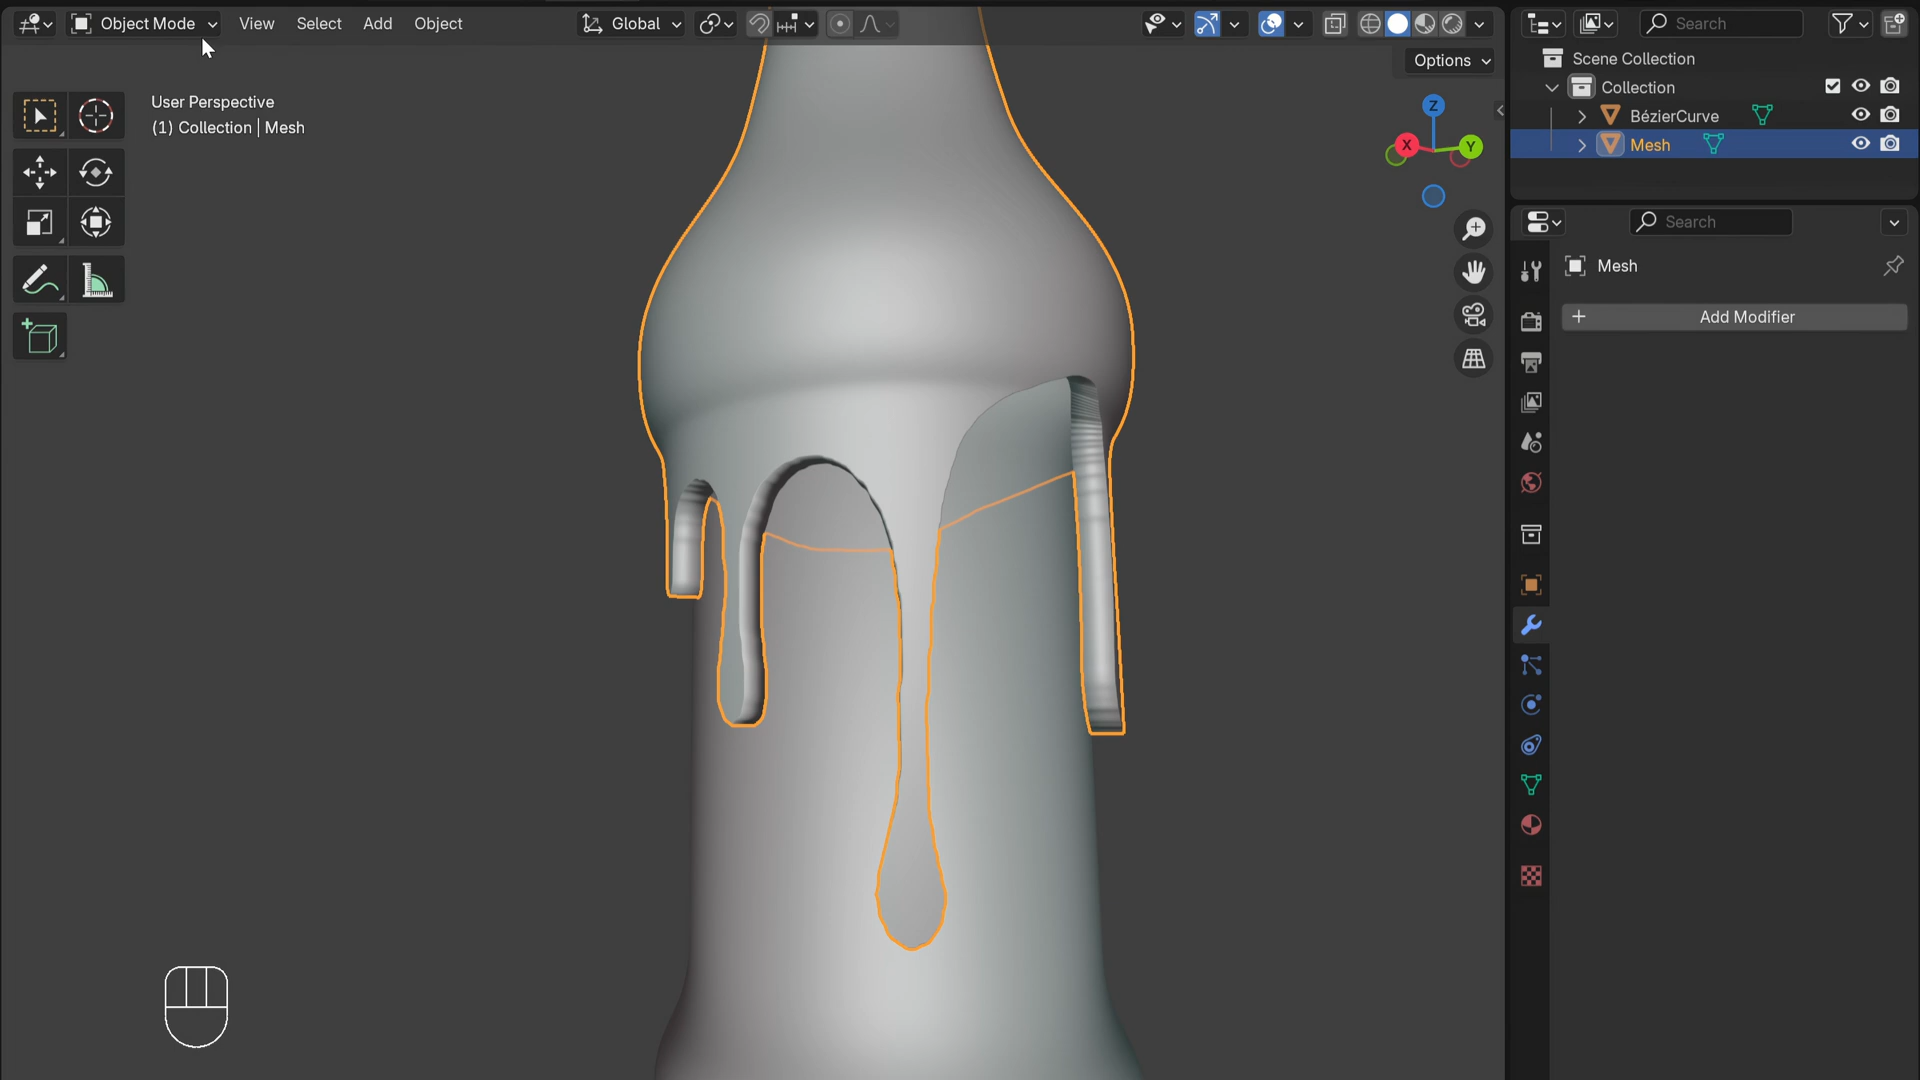 Object Mode
View
Select
Add
Object
Global
Search
Options
Scene Collection
User Perspective
Collection
(1) Collection | Mesh
BézierCurve
Mesh
Z
X
Y
Search
Mesh
Add Modifier